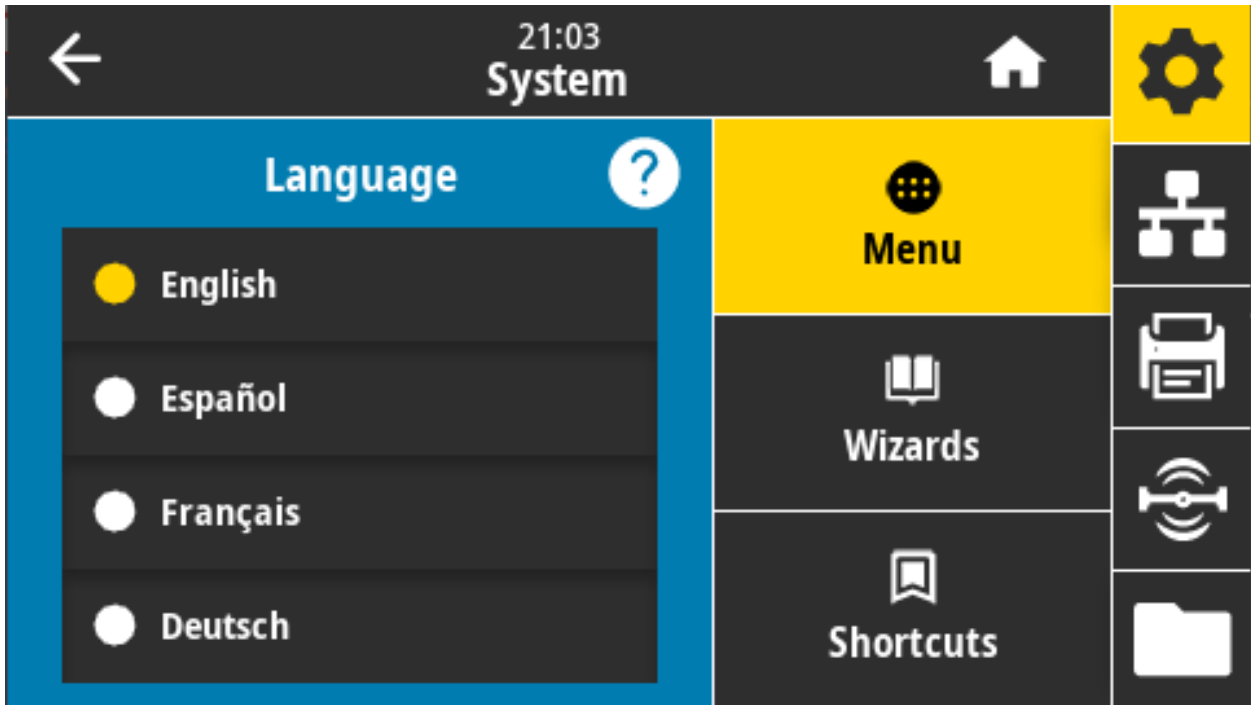 21:03
System
Language
?
English
Español
Français
Deutsch
Menu
Wizards
Shortcuts